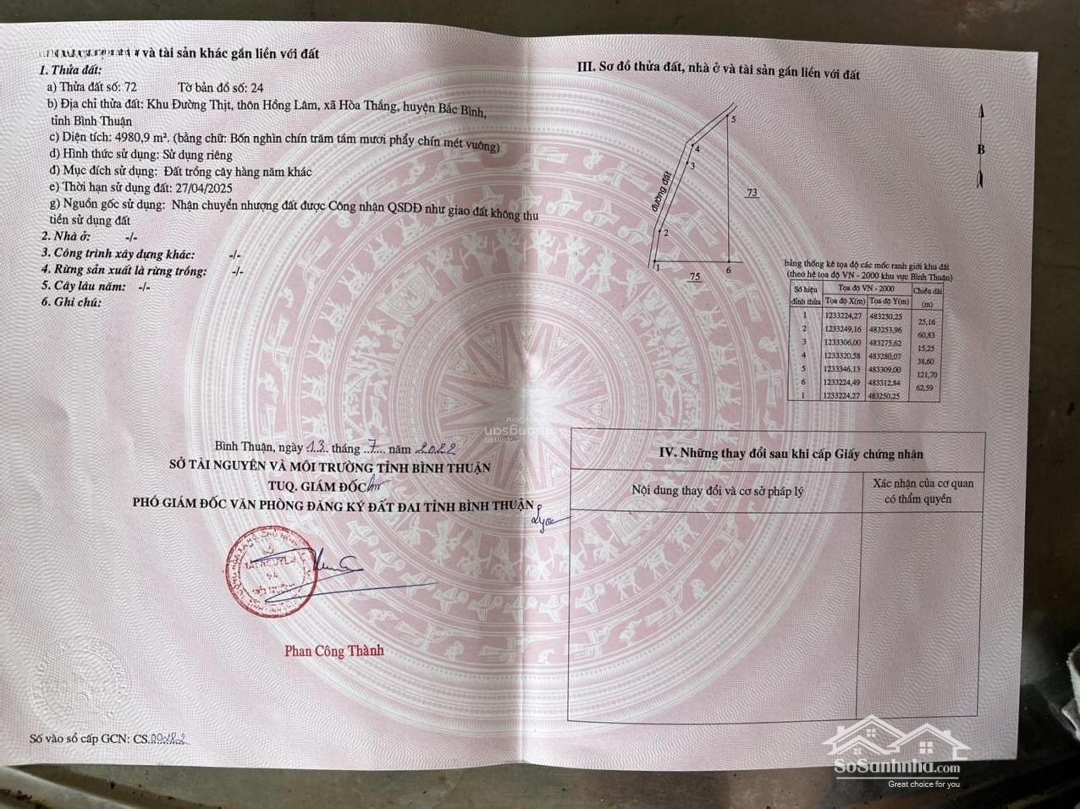 và tài sản khác gắn liền với đất
1. Thửa đất:
a) Thửa đất số: 72 Tờ bản đồ số: 24
b) Địa chỉ thửa đất: Khu Đường Thịt, thôn Hồng Lâm, xã Hòa Thắng, huyện Bắc Bình,
tỉnh Bình Thuận
c) Diện tích: 4980,9 m². (bằng chữ: Bốn nghìn chín trăm tám mươi phẩy chín mét vuông)
d) Hình thức sử dụng: Sử dụng riêng
đ) Mục đích sử dụng: Đất trồng cây hàng năm khác
e) Thời hạn sử dụng đất: 27/04/2025
g) Nguồn gốc sử dụng: Nhận chuyển nhượng đất được Công nhận QSDĐ như giao đất không thu
tiền sử dụng đất
2. Nhà ở: -/-
3. Công trình xây dựng khác: -/-
4. Rừng sản xuất là rừng trồng: -/-
5. Cây lâu năm: -/-
6. Ghi chú:
Bình Thuận, ngày 13 tháng 7 năm 2022
SỞ TÀI NGUYÊN VÀ MÔI TRƯỜNG TỈNH BÌNH THUẬN
TUQ. GIÁM ĐỐC
PHÓ GIÁM ĐỐC VĂN PHÒNG ĐĂNG KÝ ĐẤT ĐAI TỈNH BÌNH THUẬN
Phan Công Thành
Số vào sổ cấp GCN: CS
III. Sơ đồ thửa đất, nhà ở và tài sản gắn liền với đất
B
5
4
3
đường đất
73
2
1
75
6
bảng thống kê tọa độ các mốc ranh giới khu đất
(theo hệ tọa độ VN - 2000 khu vực Bình Thuận)
Số hiệu đỉnh thửa Tọa độ VN - 2000 Chiều dài (m)
Tọa độ X(m) Tọa độ Y(m)
1 1233224,27 483250,25
25,16
2 1233249,16 483253,96
60,83
3 1233306,00 483275,62
15,25
4 1233320,58 483280,07
38,60
5 1233346,13 483309,00
121,70
6 1233224,49 483312,84
62,59
1 1233224,27 483250,25
IV. Những thay đổi sau khi cấp Giấy chứng nhận
Nội dung thay đổi và cơ sở pháp lý
Xác nhận của cơ quan
có thẩm quyền
SoSanhnha.com
Great choice for you